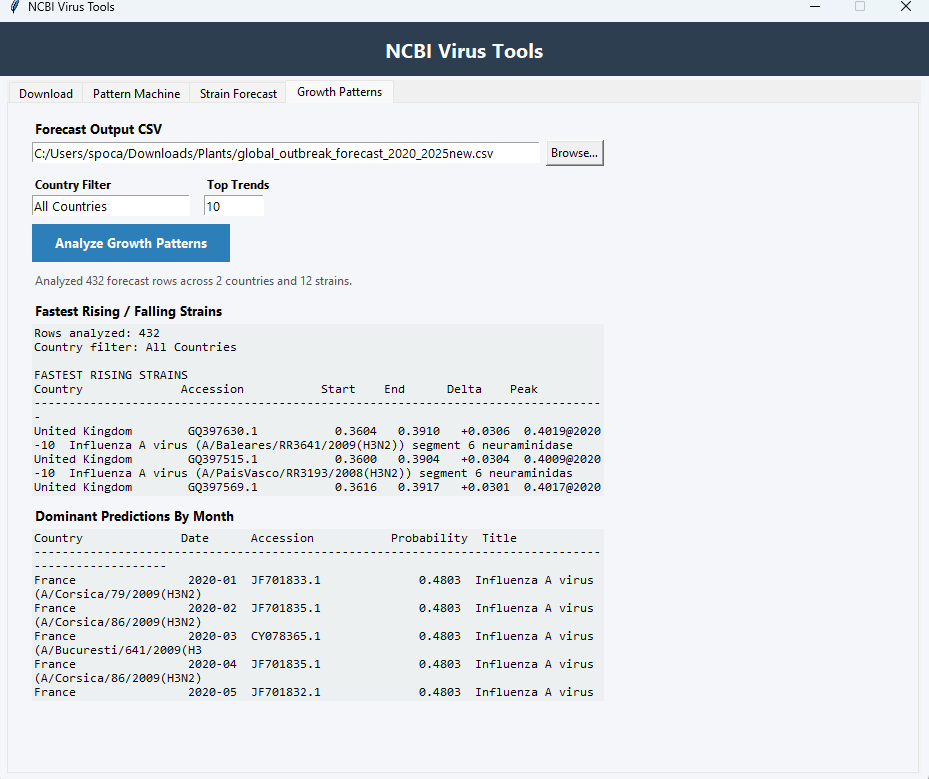 NCBI Virus Tools
NCBI Virus Tools
Download Pattern Machine Strain Forecast Growth Patterns
Forecast Output CSV
C:/Users/spoca/Downloads/Plants/global_outbreak_forecast_2020_2025new.csv Browse...
Country Filter Top Trends
All Countries 10
Analyze Growth Patterns
Analyzed 432 forecast rows across 2 countries and 12 strains.
Fastest Rising / Falling Strains
Rows analyzed: 432
Country filter: All Countries
FASTEST RISING STRAINS
Country Accession Start End Delta Peak
---------------------------------------------------------------------------------
-
United Kingdom GQ397630.1 0.3604 0.3910 +0.0306 0.4019@2020
-10 Influenza A virus (A/Baleares/RR3641/2009(H3N2)) segment 6 neuraminidase
United Kingdom GQ397515.1 0.3600 0.3904 +0.0304 0.4009@2020
-10 Influenza A virus (A/PaisVasco/RR3193/2008(H3N2)) segment 6 neuraminidas
United Kingdom GQ397569.1 0.3616 0.3917 +0.0301 0.4017@2020
Dominant Predictions By Month
Country Date Accession Probability Title
---------------------------------------------------------------------------------
-------------------
France 2020-01 JF701833.1 0.4803 Influenza A virus
(A/Corsica/79/2009(H3N2)
France 2020-02 JF701835.1 0.4803 Influenza A virus
(A/Corsica/86/2009(H3N2)
France 2020-03 CY078365.1 0.4803 Influenza A virus
(A/Bucuresti/641/2009(H3
France 2020-04 JF701835.1 0.4803 Influenza A virus
(A/Corsica/86/2009(H3N2)
France 2020-05 JF701832.1 0.4803 Influenza A virus